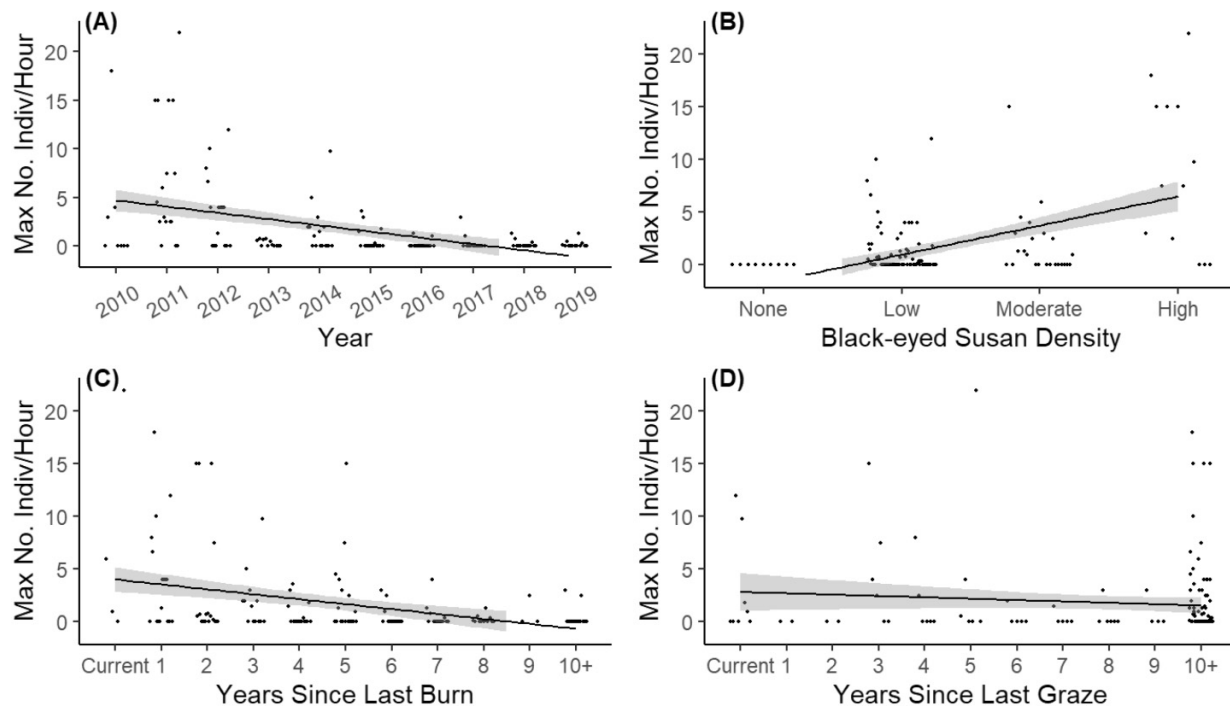 (A)
Max No. Indiv/Hour
20
15
10
5
0
2010 2011 2012 2013 2014 2015 2016 2017 2018 2019
Year
(B)
Max No. Indiv/Hour
20
15
10
5
0
None Low Moderate High
Black-eyed Susan Density
(C)
Max No. Indiv/Hour
20
15
10
5
0
Current 1 2 3 4 5 6 7 8 9 10+
Years Since Last Burn
(D)
Max No. Indiv/Hour
20
15
10
5
0
Current 1 2 3 4 5 6 7 8 9 10+
Years Since Last Graze